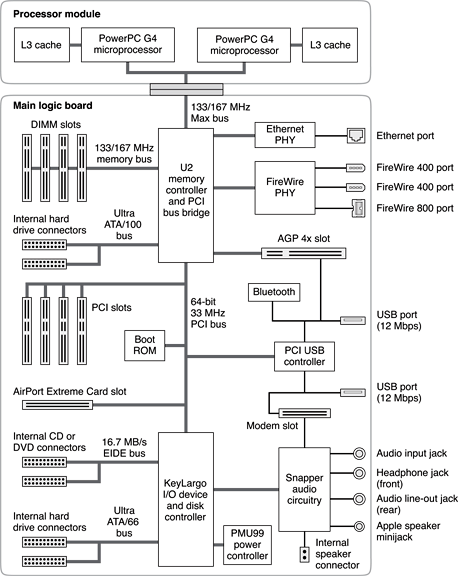 Processor module
L3 cache
PowerPC G4
microprocessor
PowerPC G4
microprocessor
L3 cache
Main logic board
133/167 MHz
Max bus
DIMM slots
133/167 MHz
memory bus
U2
memory
controller
and PCI
bus bridge
Ethernet
PHY
Ethernet port
FireWire
PHY
FireWire 400 port
FireWire 400 port
FireWire 800 port
Internal hard
drive connectors
Ultra
ATA/100
bus
AGP 4x slot
PCI slots
64-bit
33 MHz
PCI bus
Bluetooth
USB port
(12 Mbps)
Boot
ROM
PCI USB
controller
AirPort Extreme Card slot
USB port
(12 Mbps)
Modem slot
Internal CD or
DVD connectors
16.7 MB/s
EIDE bus
KeyLargo
I/O device
and disk
controller
Snapper
audio
circuitry
Audio input jack
Headphone jack
(front)
Audio line-out jack
(rear)
Apple speaker
minijack
Internal hard
drive connectors
Ultra
ATA/66
bus
PMU99
power
controller
Internal
speaker
connector